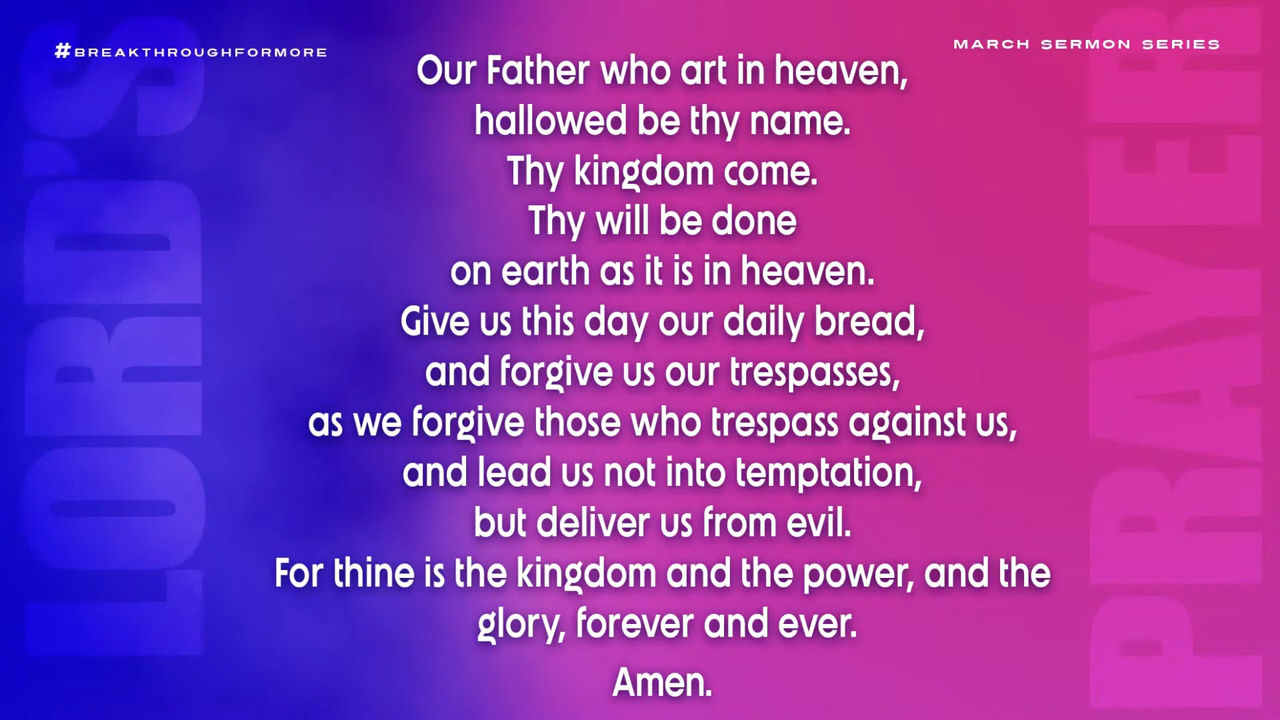 #BREAKTHROUGHFORMORE
MARCH SERMON SERIES
LORD'S
PRAYER
Our Father who art in heaven,
hallowed be thy name.
Thy kingdom come.
Thy will be done
on earth as it is in heaven.
Give us this day our daily bread,
and forgive us our trespasses,
as we forgive those who trespass against us,
and lead us not into temptation,
but deliver us from evil.
For thine is the kingdom and the power, and the
glory, forever and ever.
Amen.